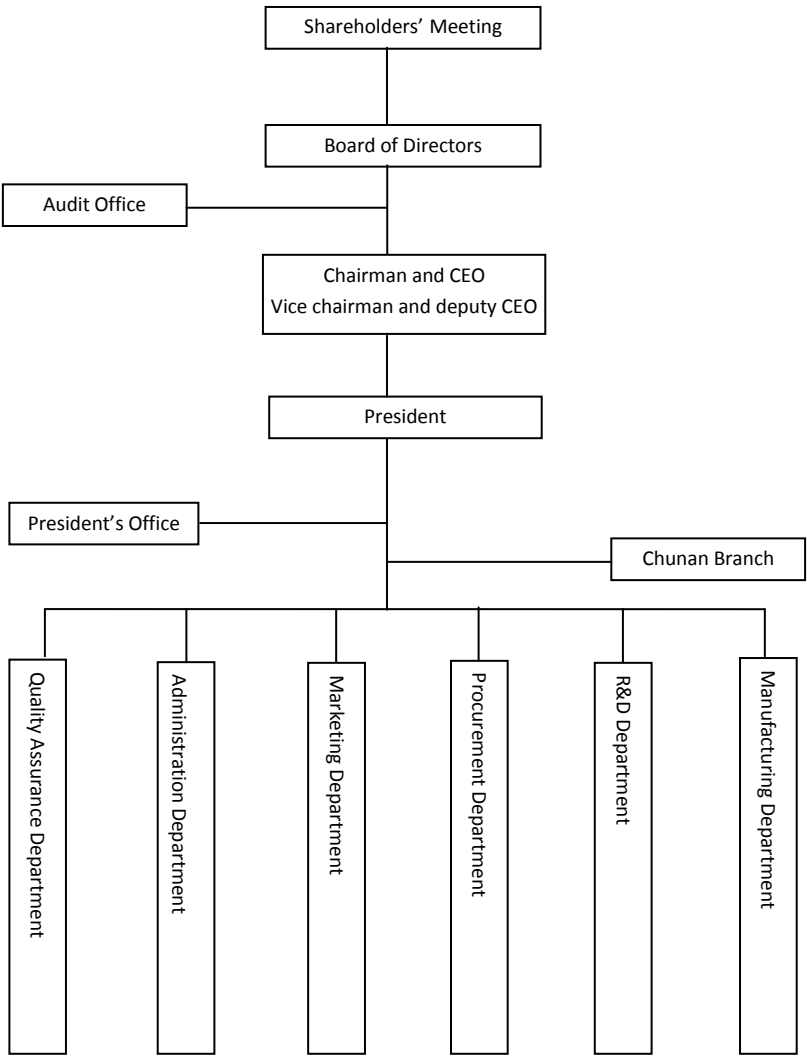 Shareholders’ Meeting
Board of Directors
Audit Office
Chairman and CEO
Vice chairman and deputy CEO
President
President’s Office
Chunan Branch
Quality Assurance Department
Administration Department
Marketing Department
Procurement Department
R&D Department
Manufacturing Department